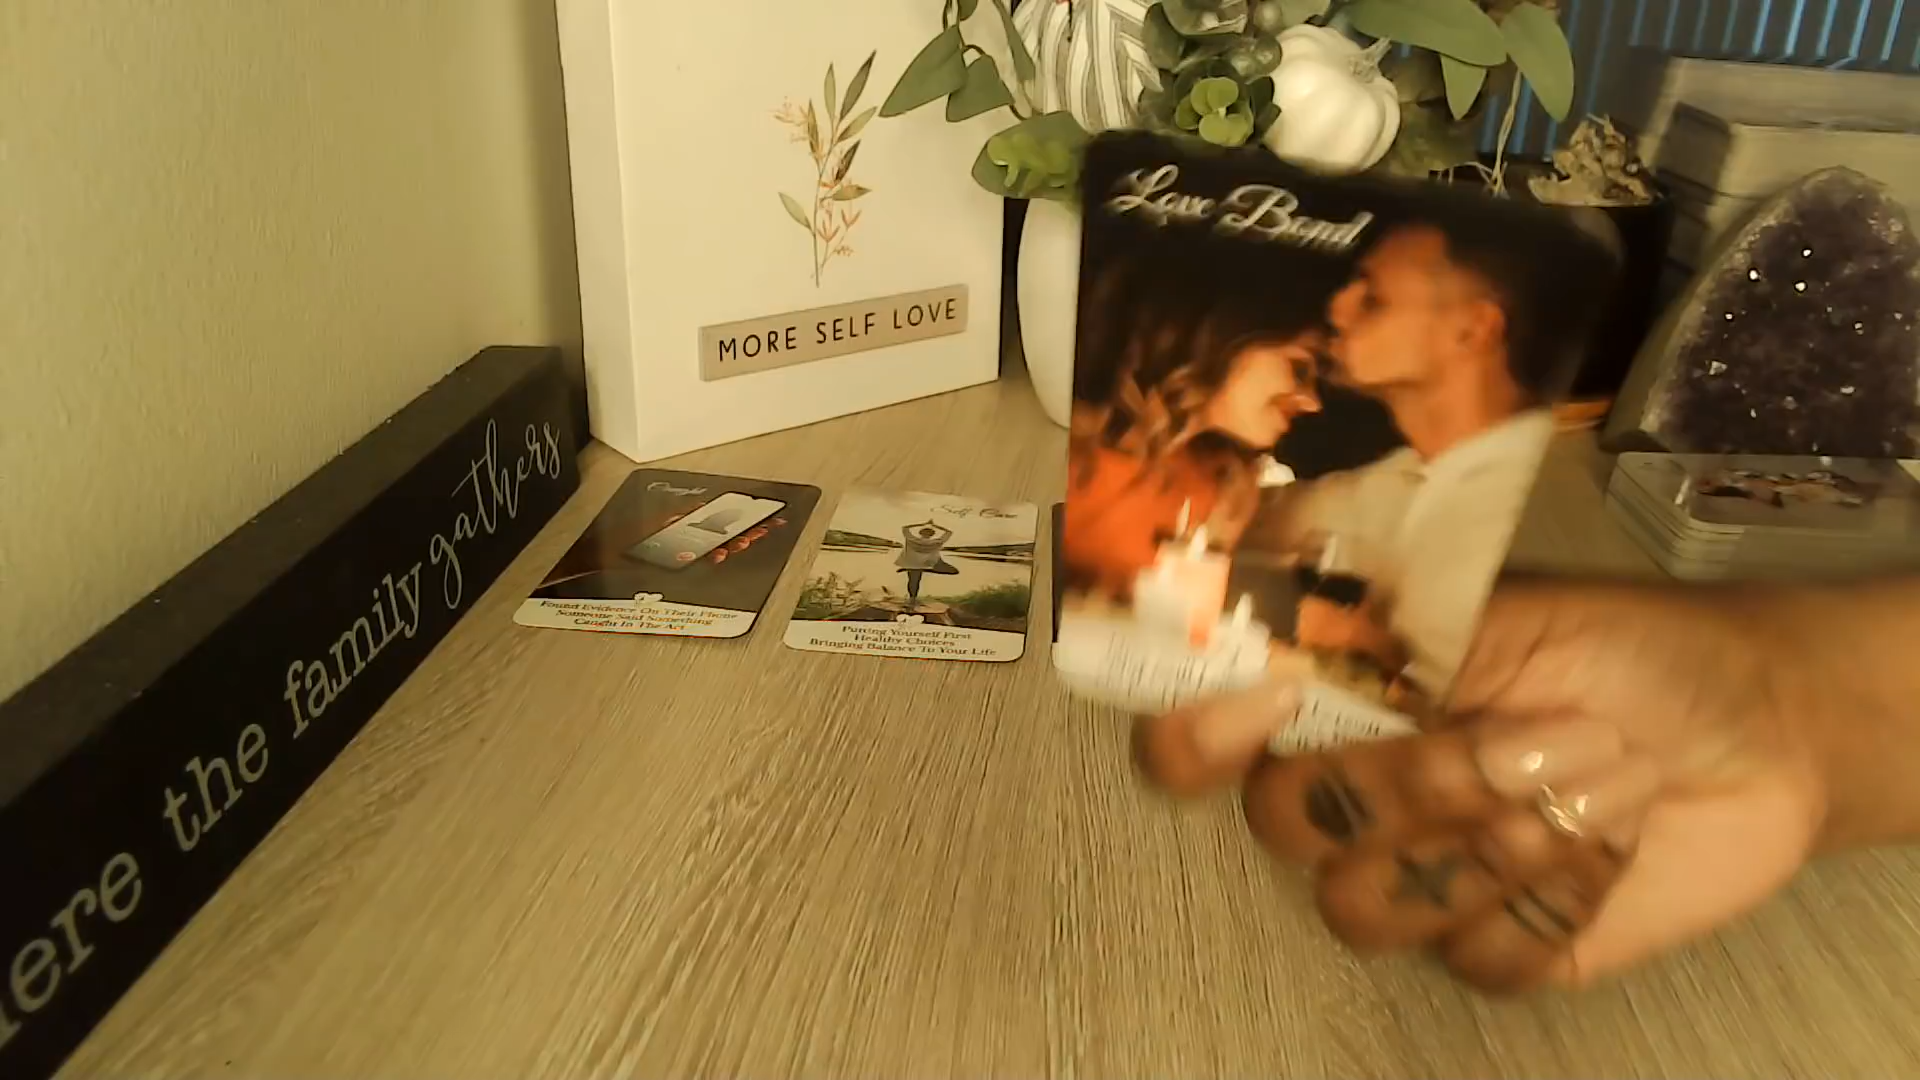 MORE SELF LOVE
Love Bond
here the family gathers
Caught
Found Evidence On Their Phone
Someone Said Something
Caught In The Act
Self Care
Putting Yourself First
Healthy Choices
Bringing Balance To Your Life